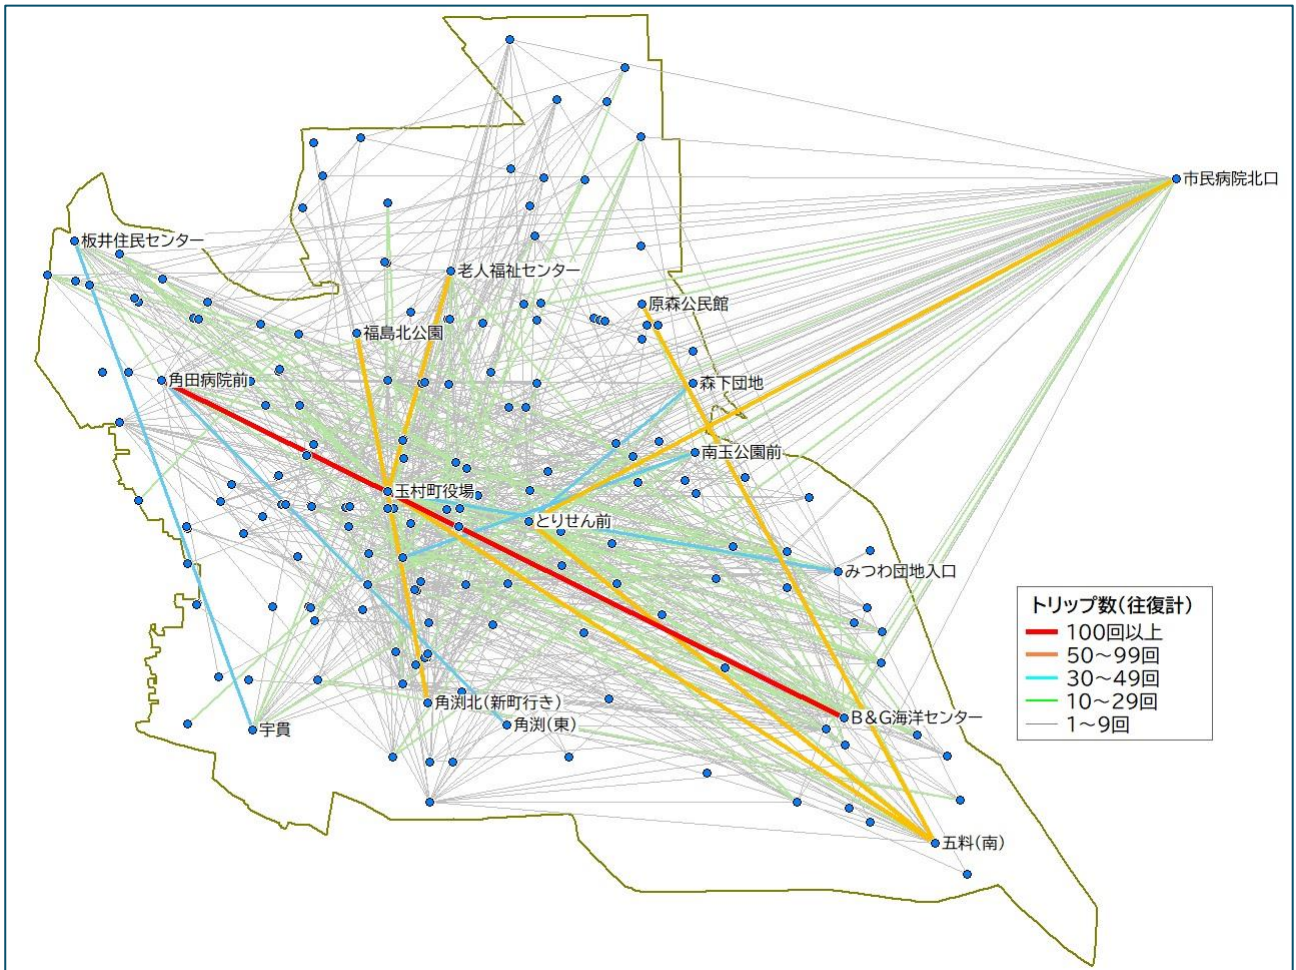 市民病院北口
板井住民センター
老人福祉センター
原森公民館
福島北公園
角田病院前
森下団地
南玉公園前
玉村町役場
とりせん前
みつわ団地入口
トリップ数(往復計)
100回以上
50～99回
30～49回
10～29回
1～9回
角渕北(新町行き)
B&G海洋センター
角渕(東)
宇貫
五料(南)